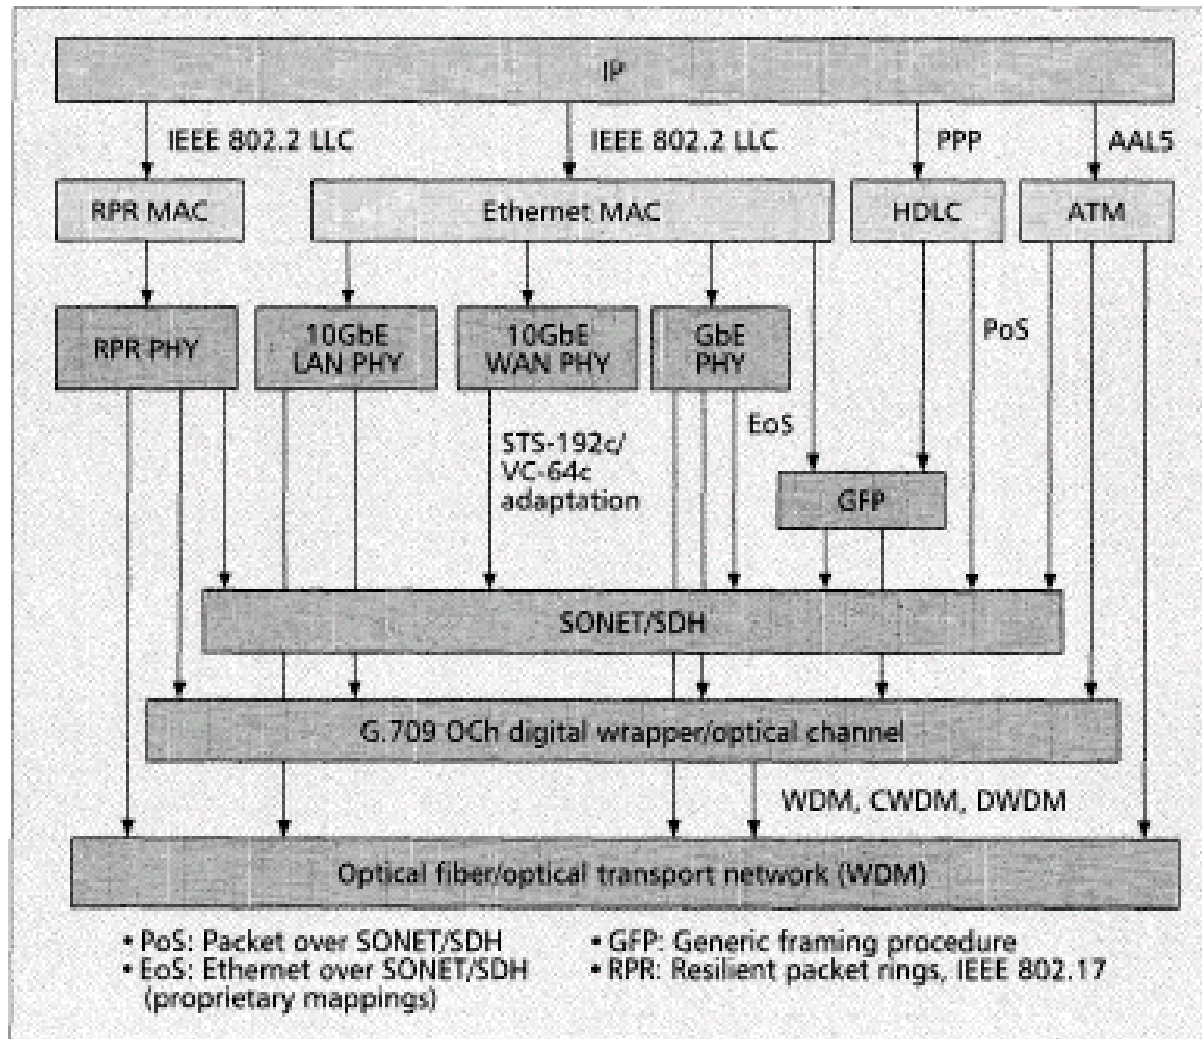 IP
IEEE 802.2 LLC
IEEE 802.2 LLC
PPP
AAL5
RPR MAC
Ethernet MAC
HDLC
ATM
RPR PHY
10GbE
LAN PHY
10GbE
WAN PHY
GbE
PHY
PoS
EoS
STS-192c/
VC-64c
adaptation
GFP
SONET/SDH
G.709 OCh digital wrapper/optical channel
WDM, CWDM, DWDM
Optical fiber/optical transport network (WDM)
• PoS: Packet over SONET/SDH
• EoS: Ethernet over SONET/SDH
(proprietary mappings)
• GFP: Generic framing procedure
• RPR: Resilient packet rings, IEEE 802.17